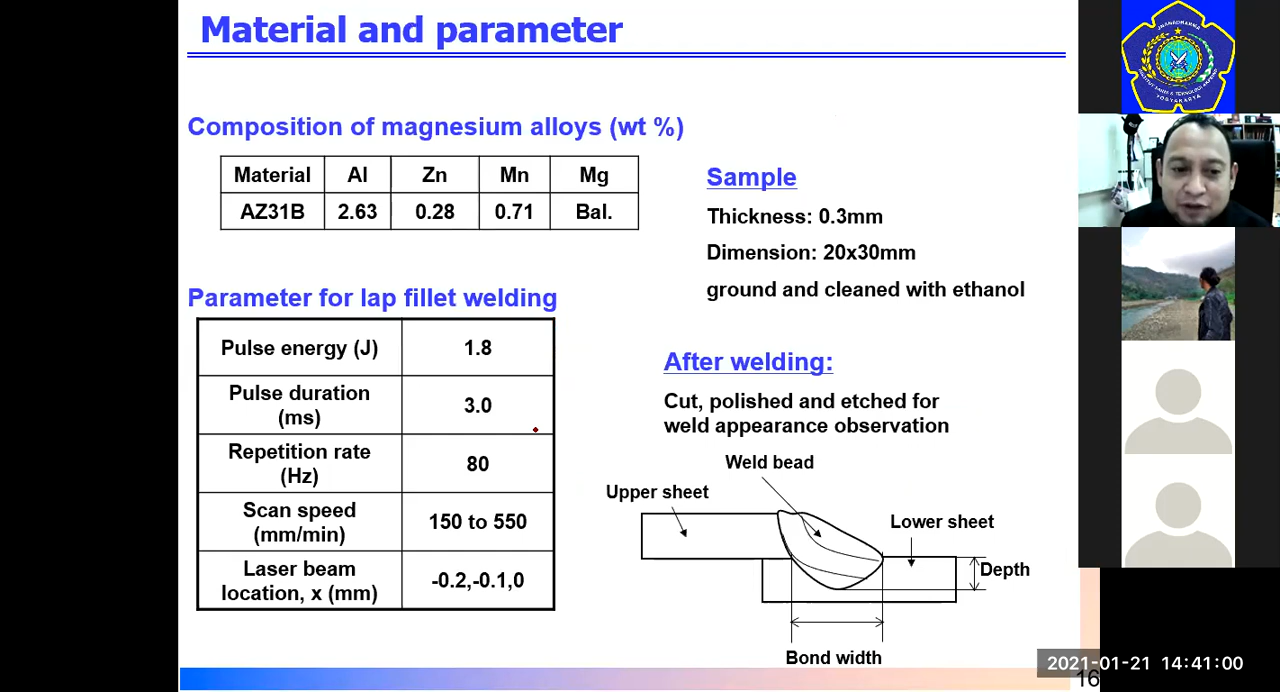 Material and parameter
Composition of magnesium alloys (wt %)
Material Al Zn Mn Mg
AZ31B 2.63 0.28 0.71 Bal.
Sample
Thickness: 0.3mm
Dimension: 20x30mm
ground and cleaned with ethanol
Parameter for lap fillet welding
Pulse energy (J) 1.8
Pulse duration
(ms) 3.0
Repetition rate
(Hz) 80
Scan speed
(mm/min) 150 to 550
Laser beam
location, x (mm) -0.2,-0.1,0
After welding:
Cut, polished and etched for
weld appearance observation
Weld bead
Upper sheet
Lower sheet
Depth
Bond width
2021-01-21 14:41:00
16
YOGYAKARTA